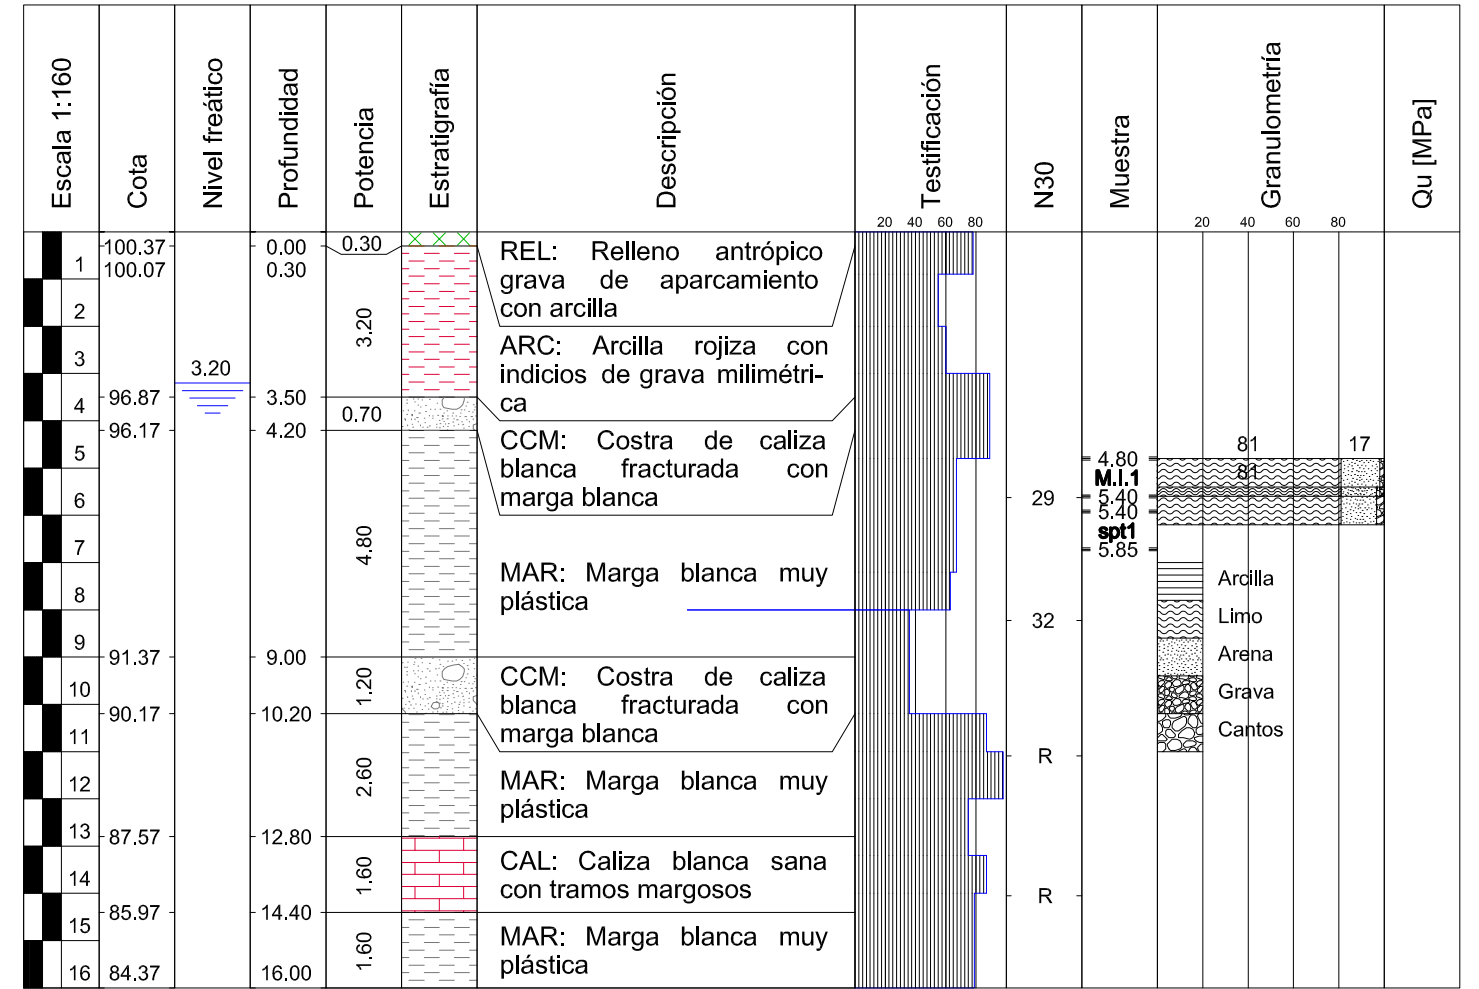 Escala 1:160
Cota
Nivel freático
Profundidad
Potencia
Estratigrafía
Descripción
Testificación
20 40 60 80
N30
Muestra
Granulometría
20 40 60 80
Qu [MPa]
1
2
3
4
5
6
7
8
9
10
11
12
13
14
15
16
100.37
100.07
96.87
96.17
91.37
90.17
87.57
85.97
84.37
3.20
0.00
0.30
3.50
4.20
9.00
10.20
12.80
14.40
16.00
0.30
3.20
0.70
4.80
1.20
2.60
1.60
1.60
REL: Relleno antrópico
grava de aparcamiento
con arcilla
ARC: Arcilla rojiza con
indicios de grava milimétri-
ca
CCM: Costra de caliza
blanca fracturada con
marga blanca
MAR: Marga blanca muy
plástica
CCM: Costra de caliza
blanca fracturada con
marga blanca
MAR: Marga blanca muy
plástica
CAL: Caliza blanca sana
con tramos margosos
MAR: Marga blanca muy
plástica
29
32
R
R
4.80
M.I.1
5.40
5.40
spt1
5.85
81 17
81
Arcilla
Limo
Arena
Grava
Cantos